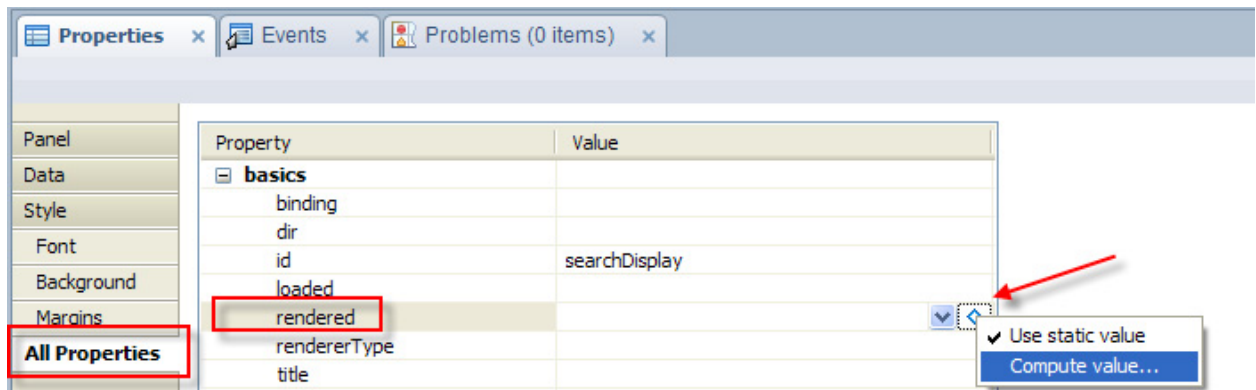 Properties Events Problems (0 items)
Panel
Data
Style
Font
Background
Margins
All Properties
Property Value
basics
binding
dir
id searchDisplay
loaded
rendered
rendererType
title
Use static value
Compute value...